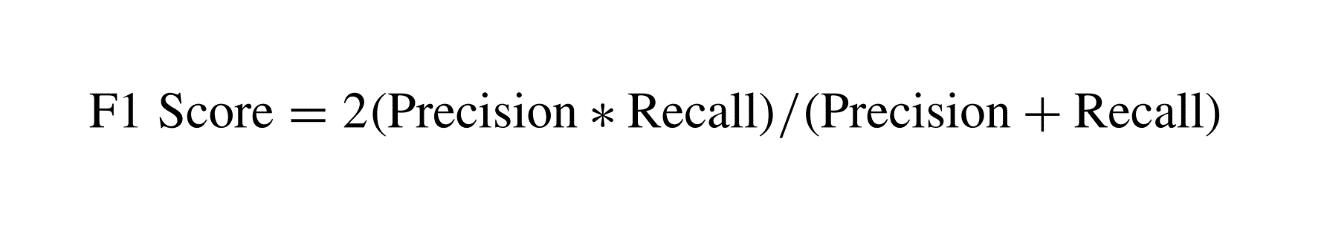 F1 Score = 2(Precision ∗ Recall)/(Precision + Recall)